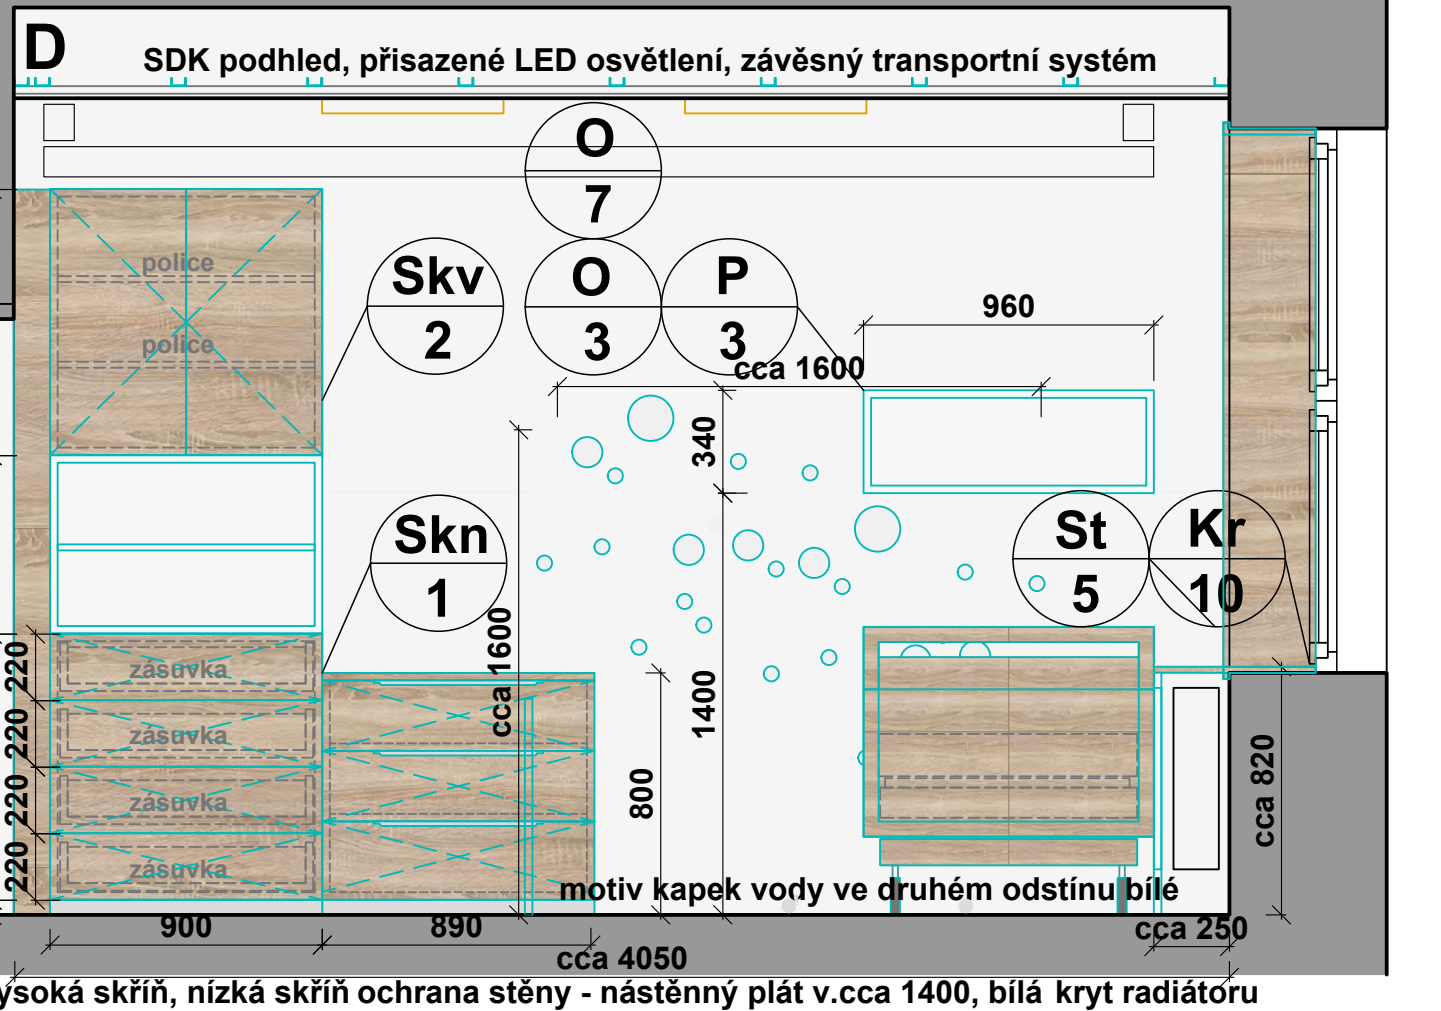 D
SDK podhled, přisazené LED osvětlení, závěsný transportní systém
O
7
police
Skv
2
O
3
P
3
960
police
cca 1600
340
Skn
1
St
5
Kr
10
cca 1600
220
zásuvka
1400
220
zásuvka
800
cca 820
220
zásuvka
220
zásuvka
motiv kapek vody ve druhém odstínu bílé
900
890
cca 250
cca 4050
ysoká skříň, nízká skříň ochrana stěny - nástěnný plát v.cca 1400, bílá kryt radiátoru